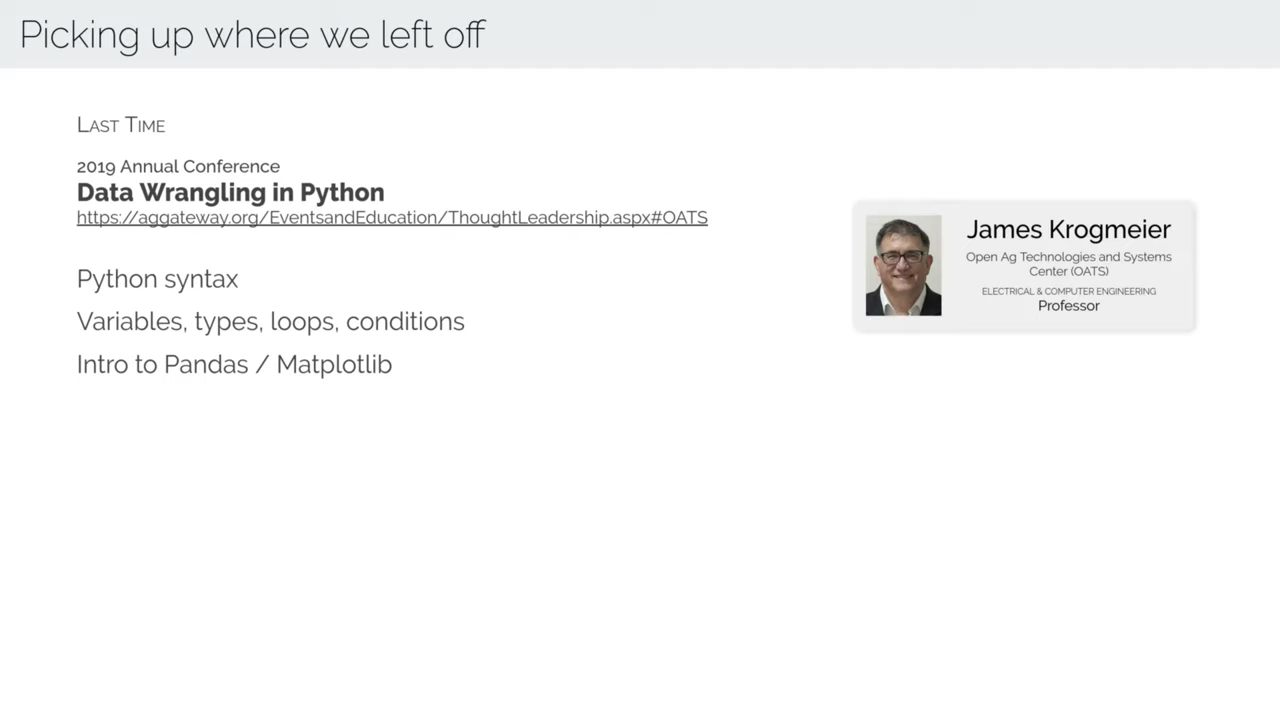 Picking up where we left off
Last Time
2019 Annual Conference
Data Wrangling in Python
https://aggateway.org/EventsandEducation/ThoughtLeadership.aspx#OATS
Python syntax
Variables, types, loops, conditions
Intro to Pandas / Matplotlib
James Krogmeier
Open Ag Technologies and Systems
Center (OATS)
ELECTRICAL & COMPUTER ENGINEERING
Professor